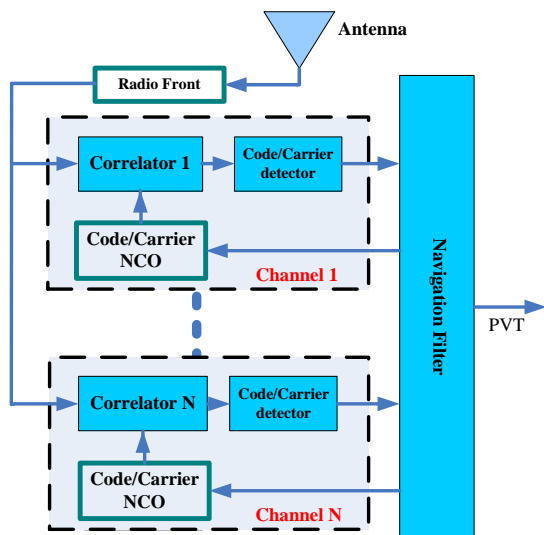 Antenna
Radio Front
Correlator 1
Code/Carrier
detector
Code/Carrier
NCO
Channel 1
Navigation Filter
PVT
Correlator N
Code/Carrier
detector
Code/Carrier
NCO
Channel N